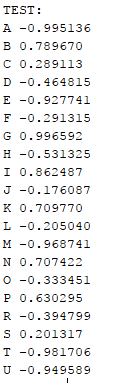 TEST:
A -0.995136
B 0.789670
C 0.289113
D -0.464815
E -0.927741
F -0.291315
G 0.996592
H -0.531325
I 0.862487
J -0.176087
K 0.709770
L -0.205040
M -0.968741
N 0.707422
O -0.333451
P 0.630295
R -0.394799
S 0.201317
T -0.981706
U -0.949589